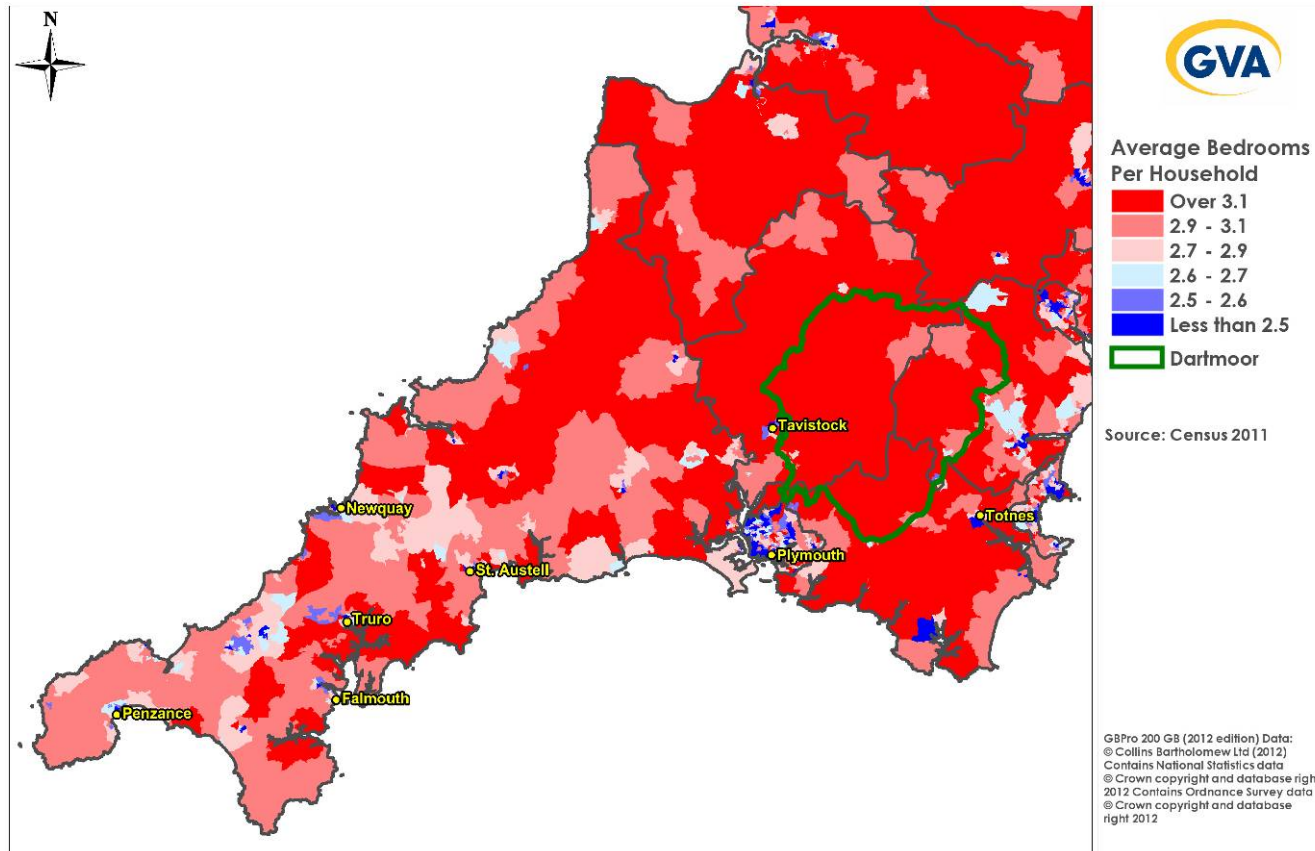 N
GVA
Average Bedrooms
Per Household
Over 3.1
2.9 - 3.1
2.7 - 2.9
2.6 - 2.7
2.5 - 2.6
Less than 2.5
Dartmoor
Source: Census 2011
Tavistock
Newquay
Totnes
Plymouth
St. Austell
Truro
Falmouth
Penzance
GBPro 200 GB (2012 edition) Data:
© Collins Bartholomew Ltd (2012)
Contains National Statistics data
© Crown copyright and database righ
2012 Contains Ordnance Survey data
© Crown copyright and database
right 2012